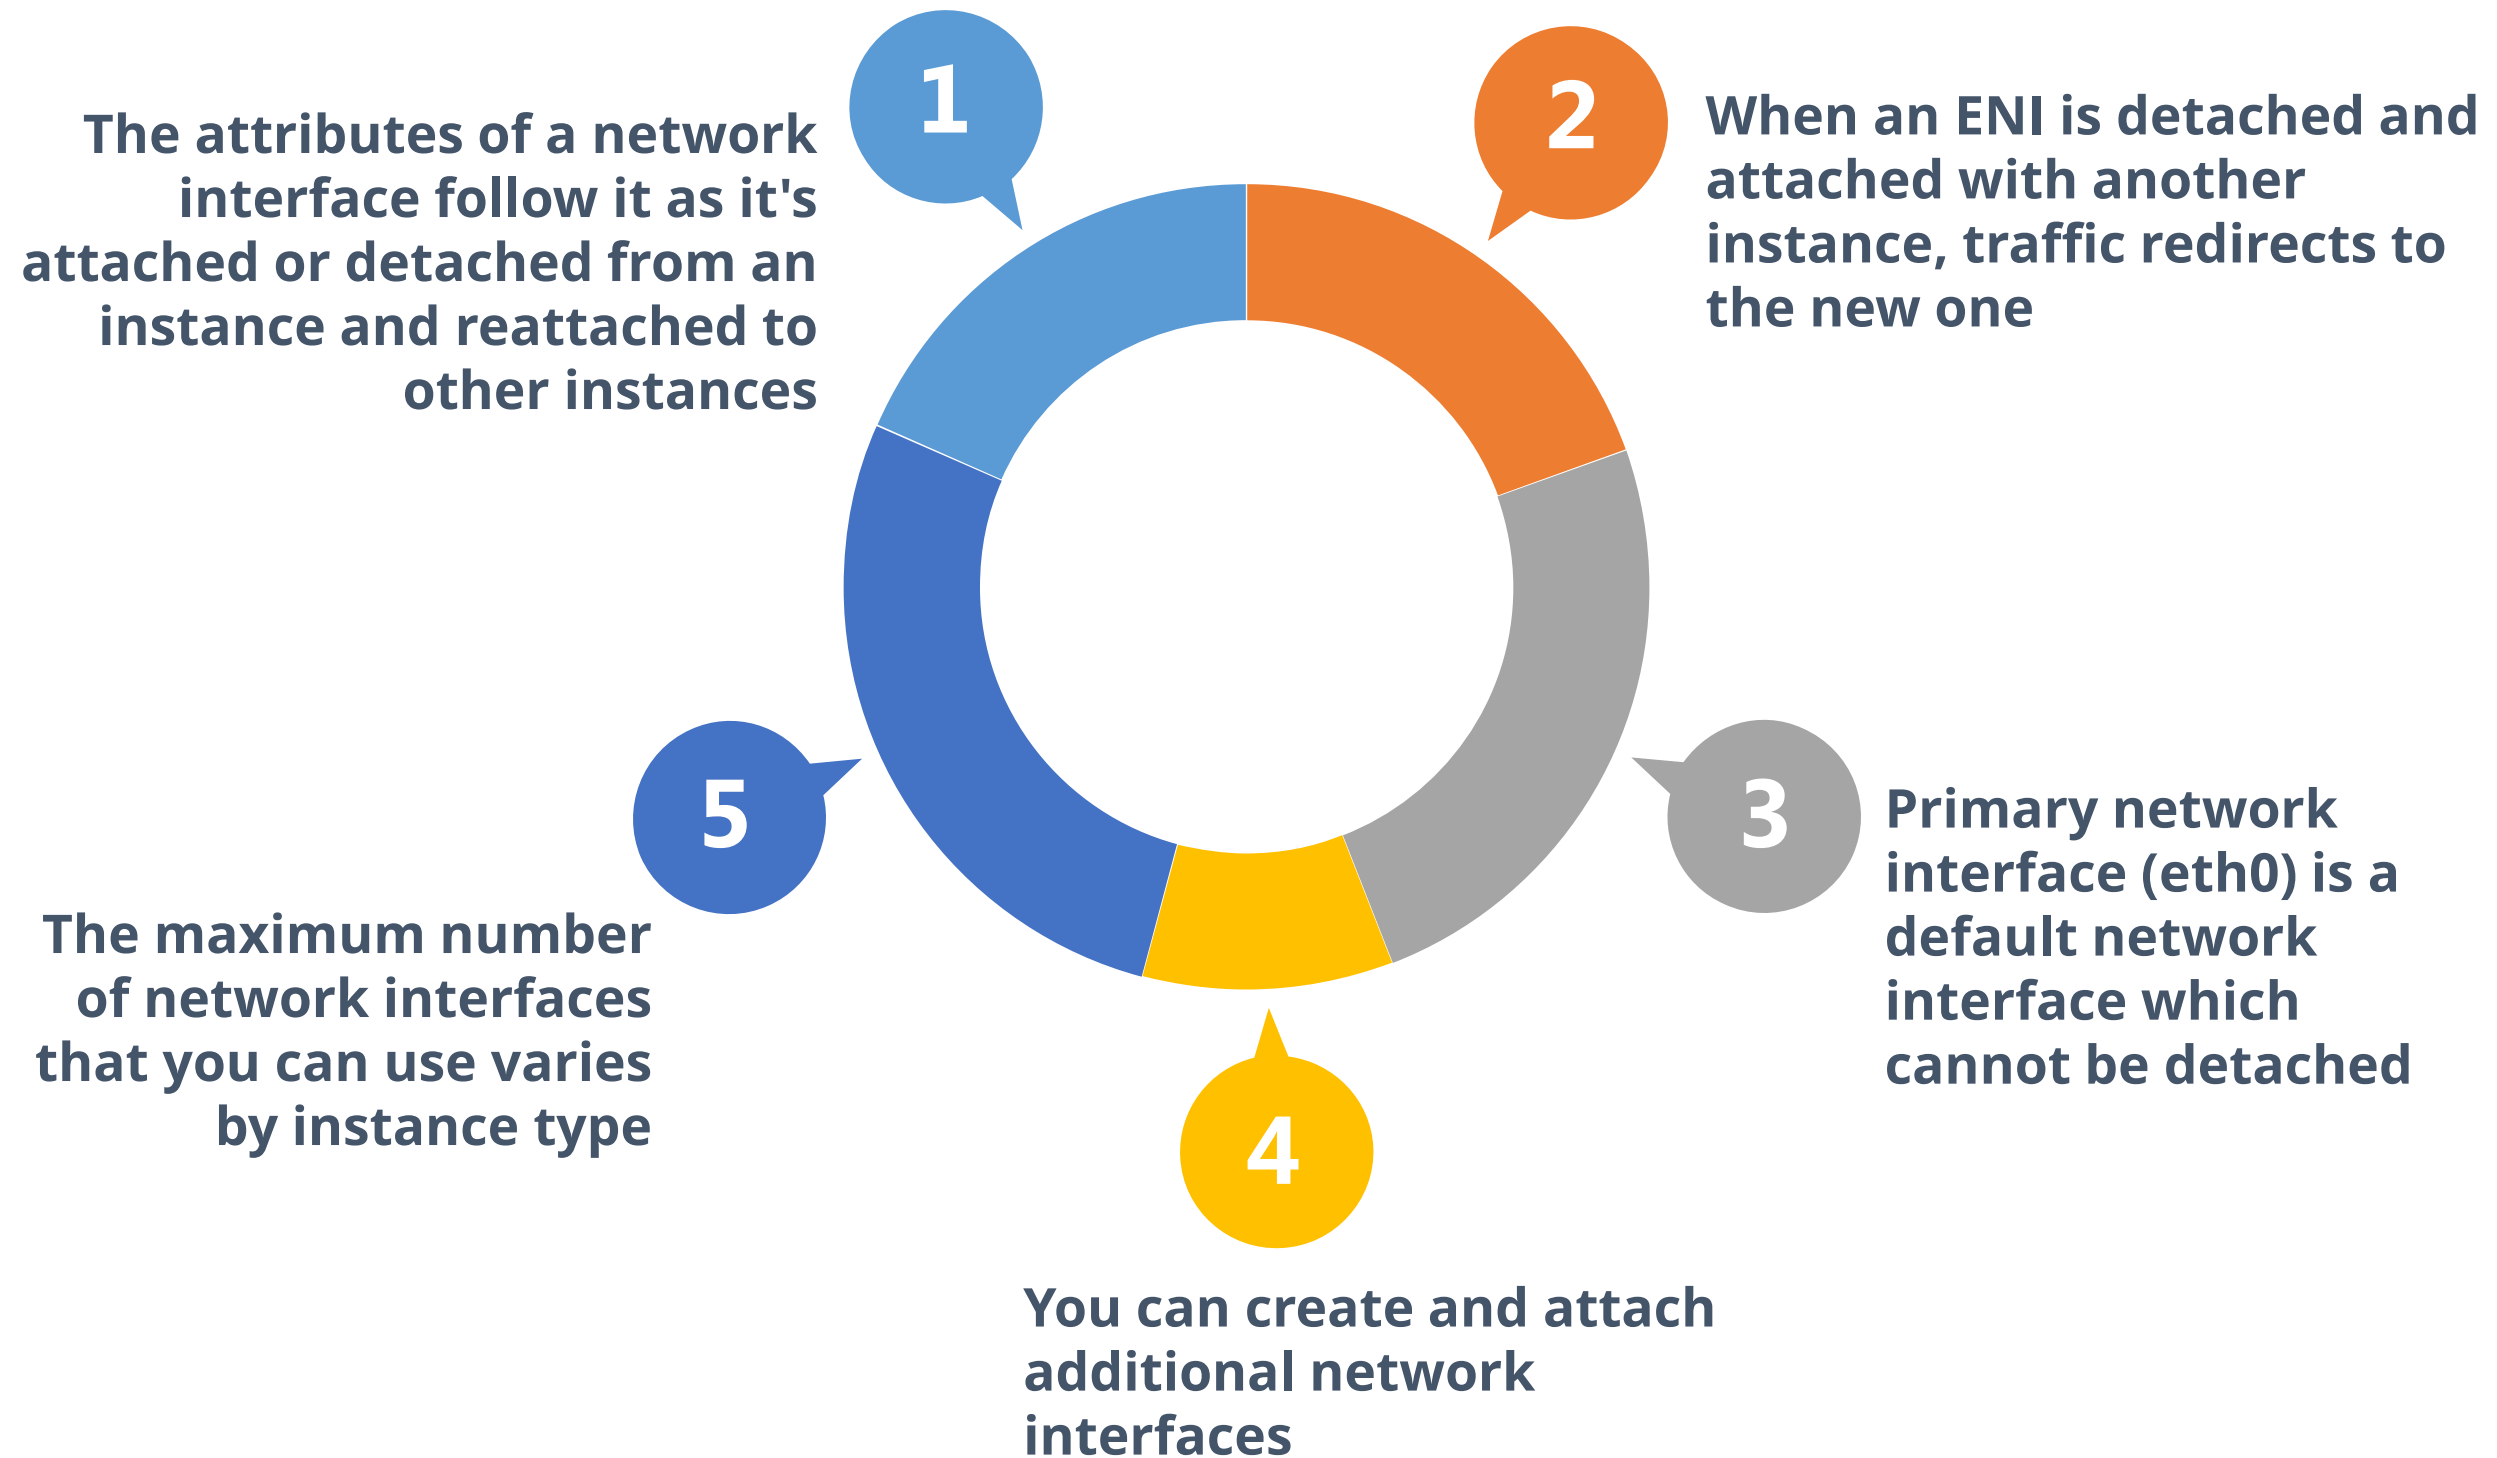 1
The attributes of a network
interface follow it as it's
attached or detached from an
instance and reattached to
other instances
2
When an ENI is detached and
attached with another
instance, traffic redirects to
the new one
3
Primary network
interface (eth0) is a
default network
interface which
cannot be detached
4
You can create and attach
additional network
interfaces
5
The maximum number
of network interfaces
that you can use varies
by instance type